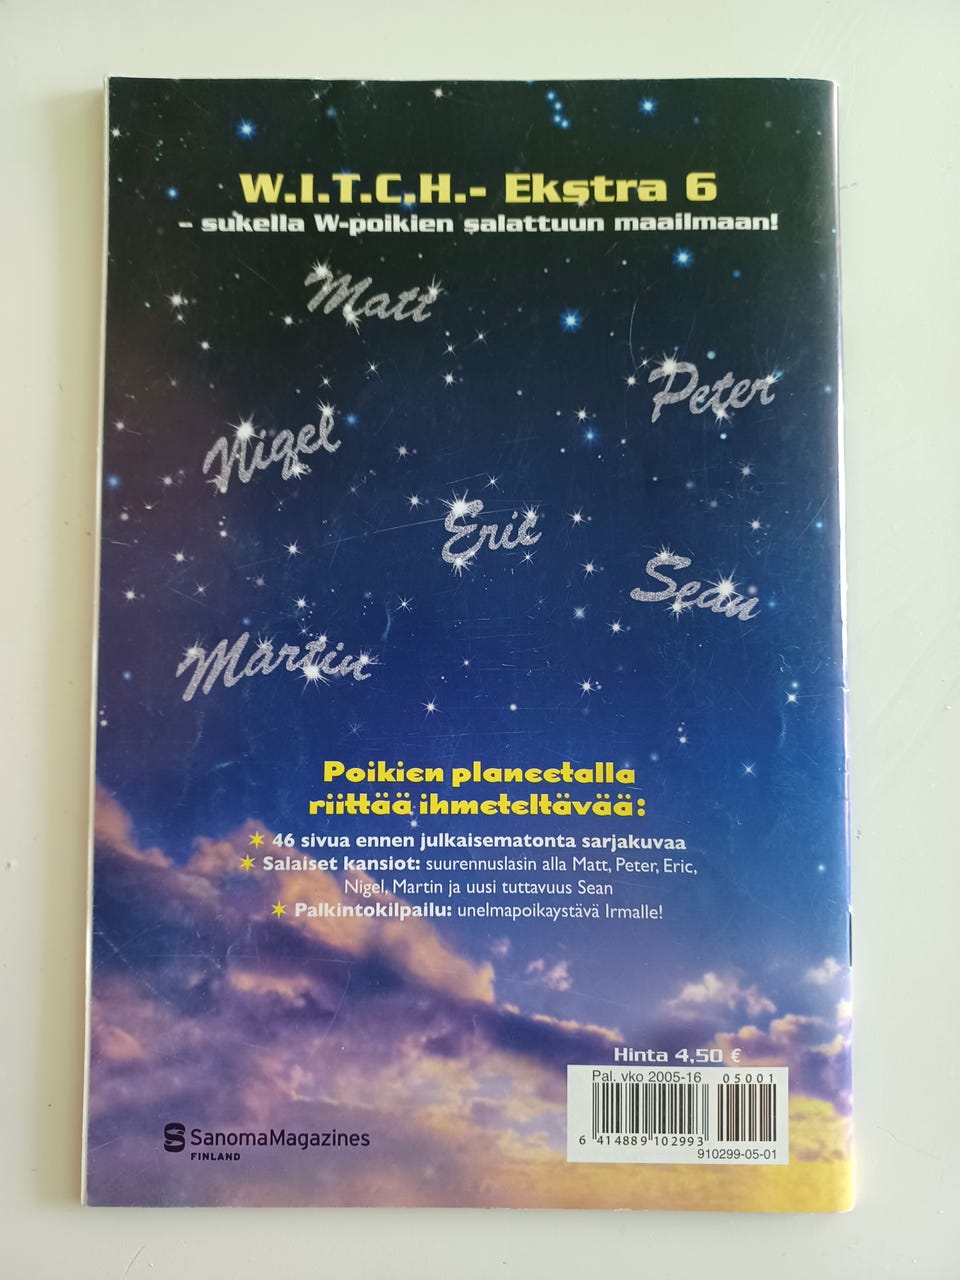 W.I.T.C.H.- Ekstra 6
– sukella W-poikien salattuun maailmaan!
Matt
Peter
Nigel
Eric
Sean
Martin
Poikien planeetalla
riittää ihmeteltävää:
46 sivua ennen julkaisematonta sarjakuvaa
Salaiset kansiot: suurennuslasin alla Matt, Peter, Eric,
Nigel, Martin ja uusi tuttavuus Sean
Palkintokilpailu: unelmapoikaystävä Irmalle!
Hinta 4,50 €
Pal. vko 2005-16 05001
6 414889 102993
910299-05-01
SanomaMagazines
FINLAND